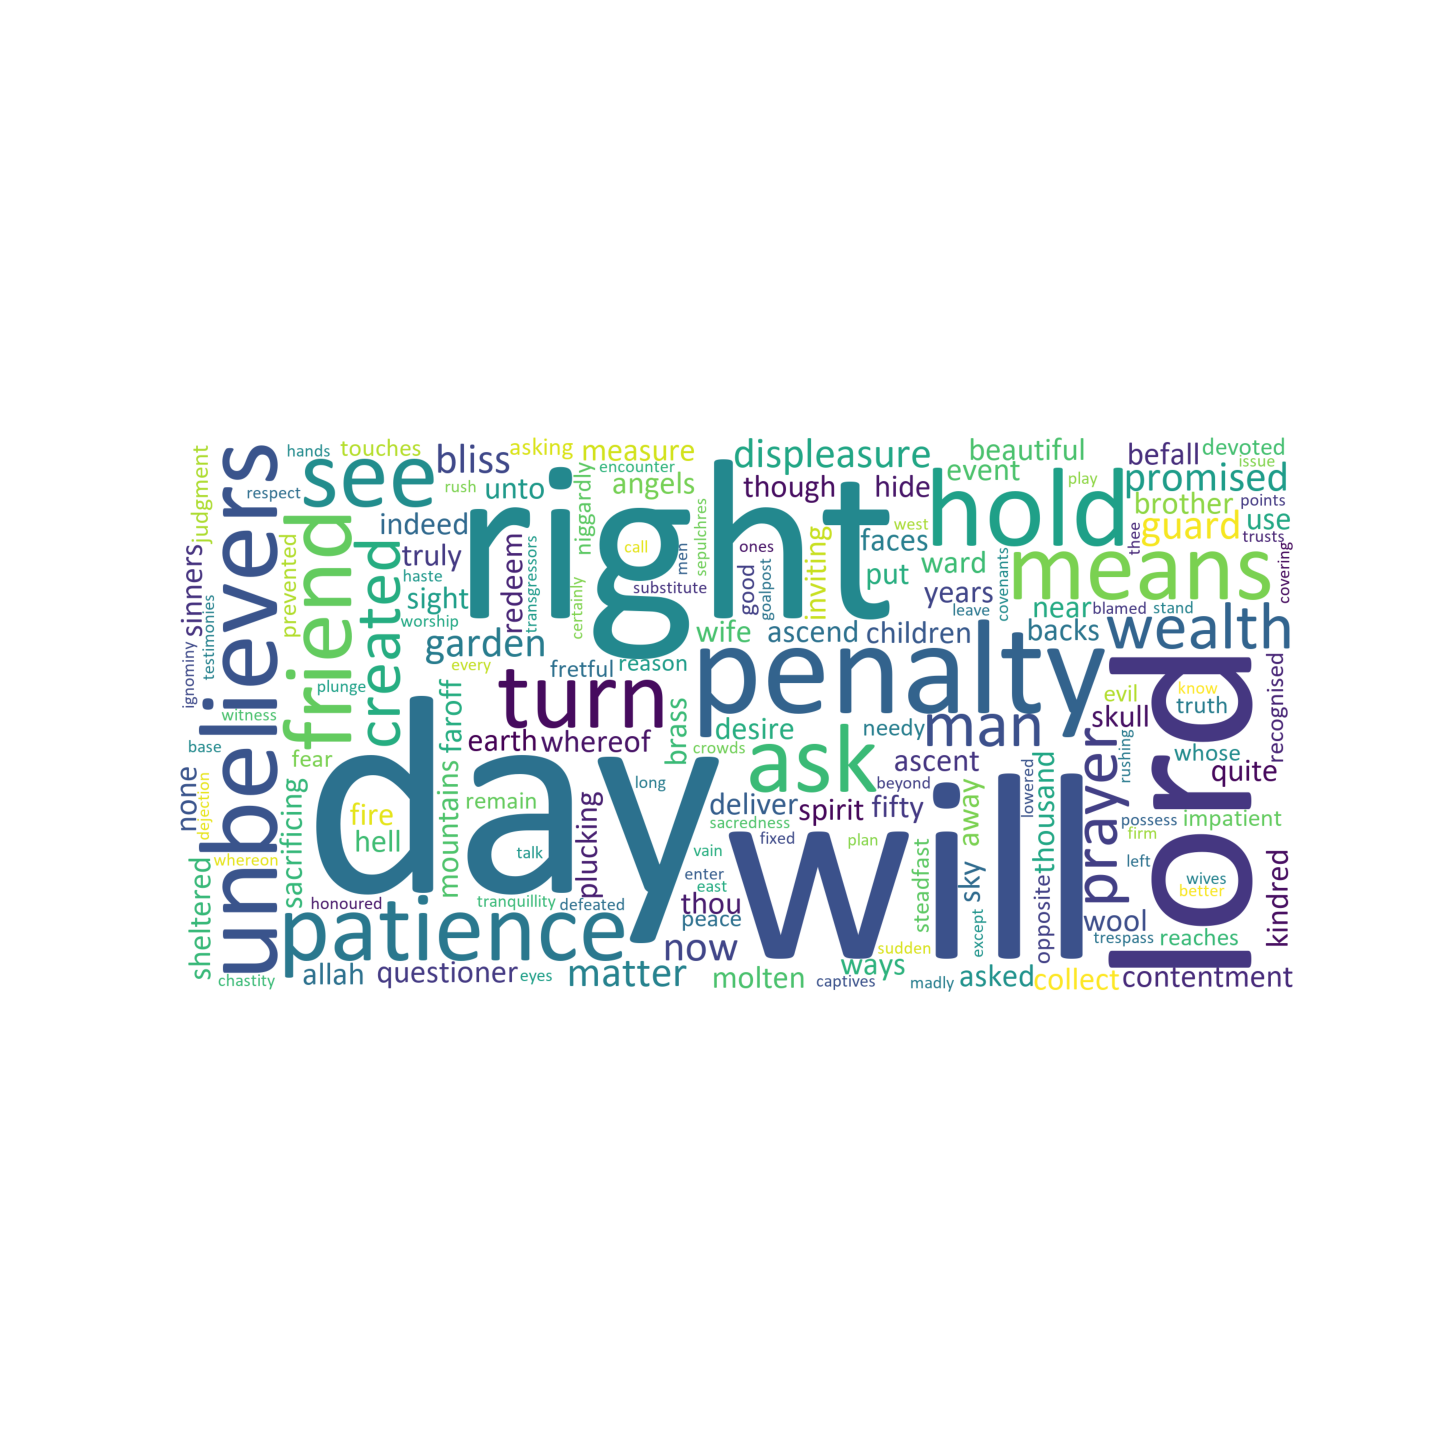 right
day
will
lord
penalty
unbelievers
hold
see
friend
means
patience
turn
ask
wealth
man
created
prayer
promised
guard
judgment
hands
touches
bliss
asking
measure
displeasure
beautiful
befall
devoted
issue
respect
rush
unto
niggardly
encounter
angels
though
hide
event
play
brother
points
use
trusts
indeed
truly
haste
sight
worship
redeem
transgressors
certainly
call
men
sepulchres
substitute
ones
good
goalpost
inviting
west
faces
put
ward
years
leave
covenants
thee
covering
near
blamed
stand
backs
sinners
testimonies
ignominy
prevented
garden
every
fretful
reason
wife
ascend
children
plunge
witness
base
fear
none
dejection
whereon
sheltered
chastity
sacrificing
fire
hell
mountains
faroff
earth
whereof
brass
desire
crowds
needy
evil
skull
know
truth
recognised
whose
quite
rushing
ascent
beyond
long
remain
talk
plucking
deliver
spirit
fifty
sacredness
fixed
plan
vain
away
sky
lowered
thousand
possess
impatient
firm
left
wives
better
kindred
honoured
tranquillity
defeated
enter
east
thou
peace
now
steadfast
except
opposite
wool
trespass
reaches
allah
questioner
eyes
matter
molten
captives
ways
sudden
madly
asked
collect
contentment